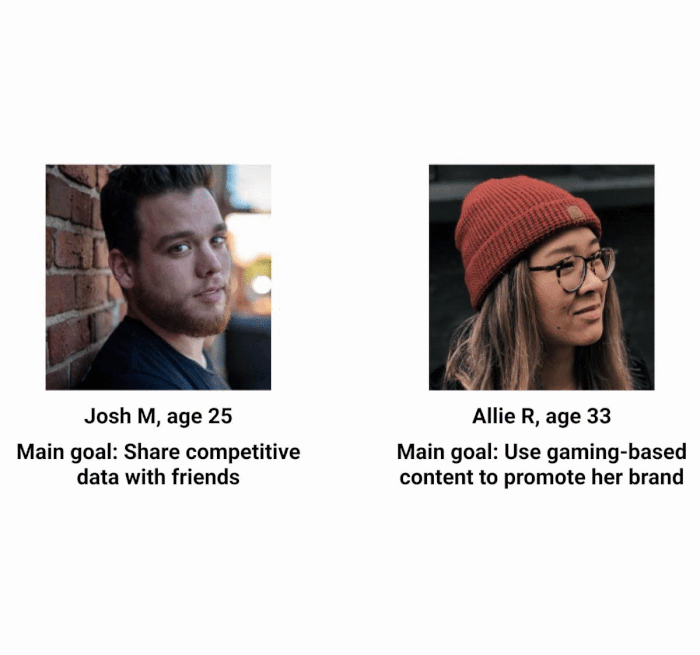 Josh M, age 25
Main goal: Share competitive
data with friends
Allie R, age 33
Main goal: Use gaming-based
content to promote her brand